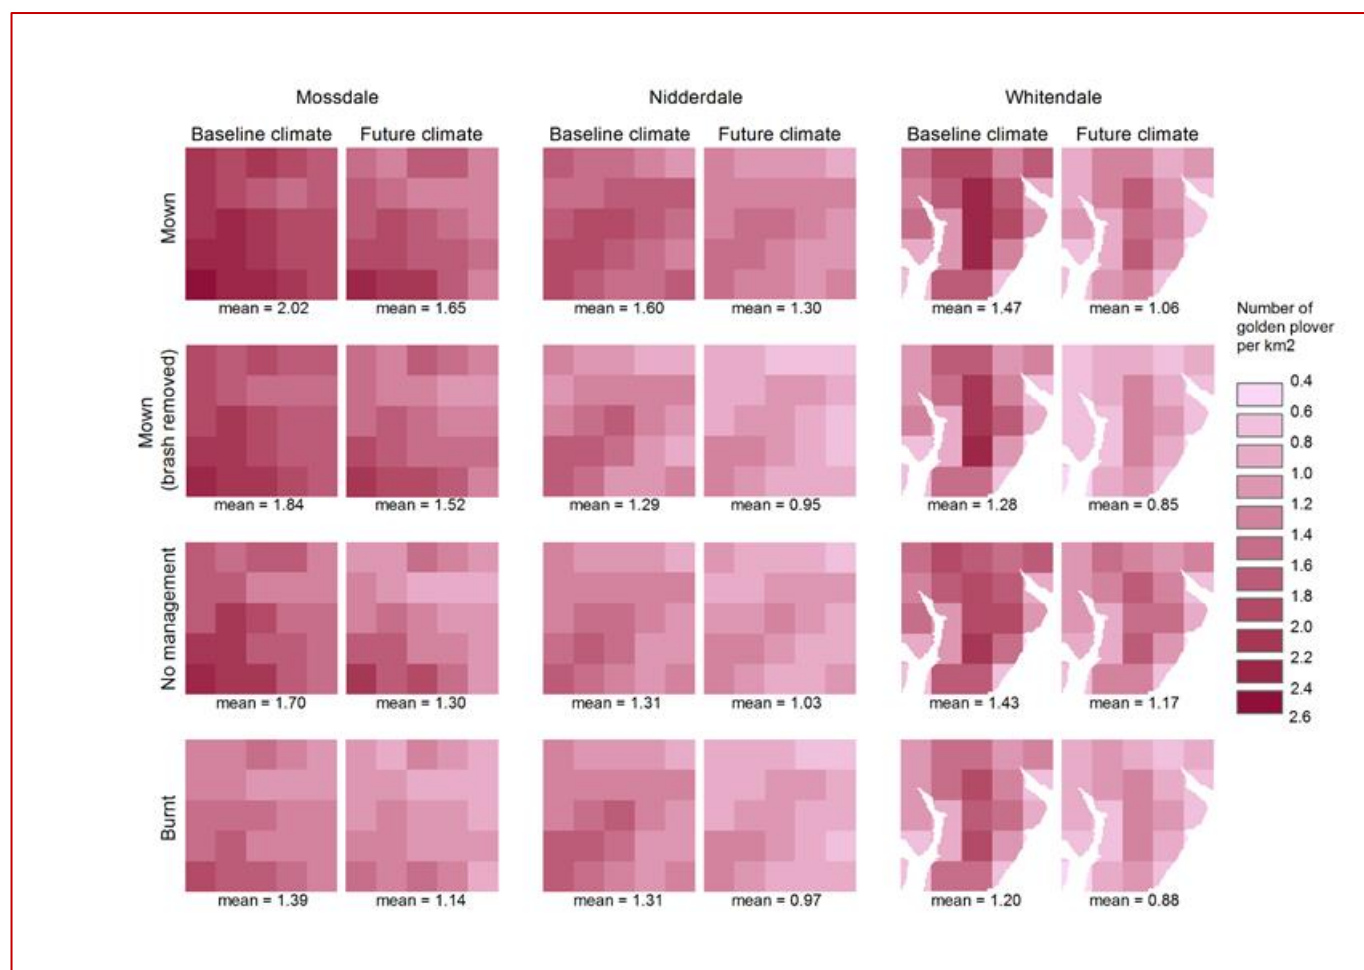 Mossdale
Nidderdale
Whitendale
Baseline climate
Future climate
Baseline climate
Future climate
Baseline climate
Future climate
Mown
mean = 2.02
mean = 1.65
mean = 1.60
mean = 1.30
mean = 1.47
mean = 1.06
Mown
(brash removed)
mean = 1.84
mean = 1.52
mean = 1.29
mean = 0.95
mean = 1.28
mean = 0.85
No management
mean = 1.70
mean = 1.30
mean = 1.31
mean = 1.03
mean = 1.43
mean = 1.17
Burnt
mean = 1.39
mean = 1.14
mean = 1.31
mean = 0.97
mean = 1.20
mean = 0.88
Number of
golden plover
per km2
0.4
0.6
0.8
1.0
1.2
1.4
1.6
1.8
2.0
2.2
2.4
2.6